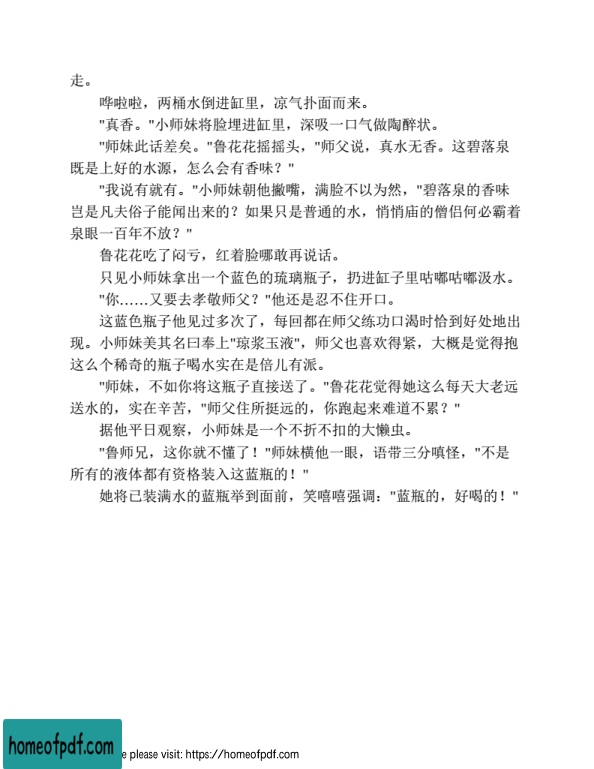 走。
哗啦啦，两桶水倒进缸里，凉气扑面而来。
"真香。"小师妹将脸埋进缸里，深吸一口气做陶醉状。
"师妹此话差矣。"鲁花花摇摇头，"师父说，真水无香。这碧落泉
既是上好的水源，怎么会有香味？"
"我说有就有。"小师妹朝他撇嘴，满脸不以为然，"碧落泉的香味
岂是凡夫俗子能闻出来的？如果只是普通的水，悄悄庙的僧侣何必霸着
泉眼一百年不放？"
鲁花花吃了闷亏，红着脸哪敢再说话。
只见小师妹拿出一个蓝色的琉璃瓶子，扔进缸子里咕嘟咕嘟汲水。
"你……又要去孝敬师父？"他还是忍不住开口。
这蓝色瓶子他见过多次了，每回都在师父练功口渴时恰到好处地出
现。小师妹美其名曰奉上"琼浆玉液"，师父也喜欢得紧，大概是觉得抱
这么个稀奇的瓶子喝水实在是倍儿有派。
"师妹，不如你将这瓶子直接送了。"鲁花花觉得她这么每天大老远
送水的，实在辛苦，"师父住所挺远的，你跑起来难道不累？"
据他平日观察，小师妹是一个不折不扣的大懒虫。
"鲁师兄，这你就不懂了！"师妹横他一眼，语带三分嗔怪，"不是
所有的液体都有资格装入这蓝瓶的！"
她将已装满水的蓝瓶举到面前，笑嘻嘻强调："蓝瓶的，好喝的！"
homeofpdf.com
e please visit: https://homeofpdf.com